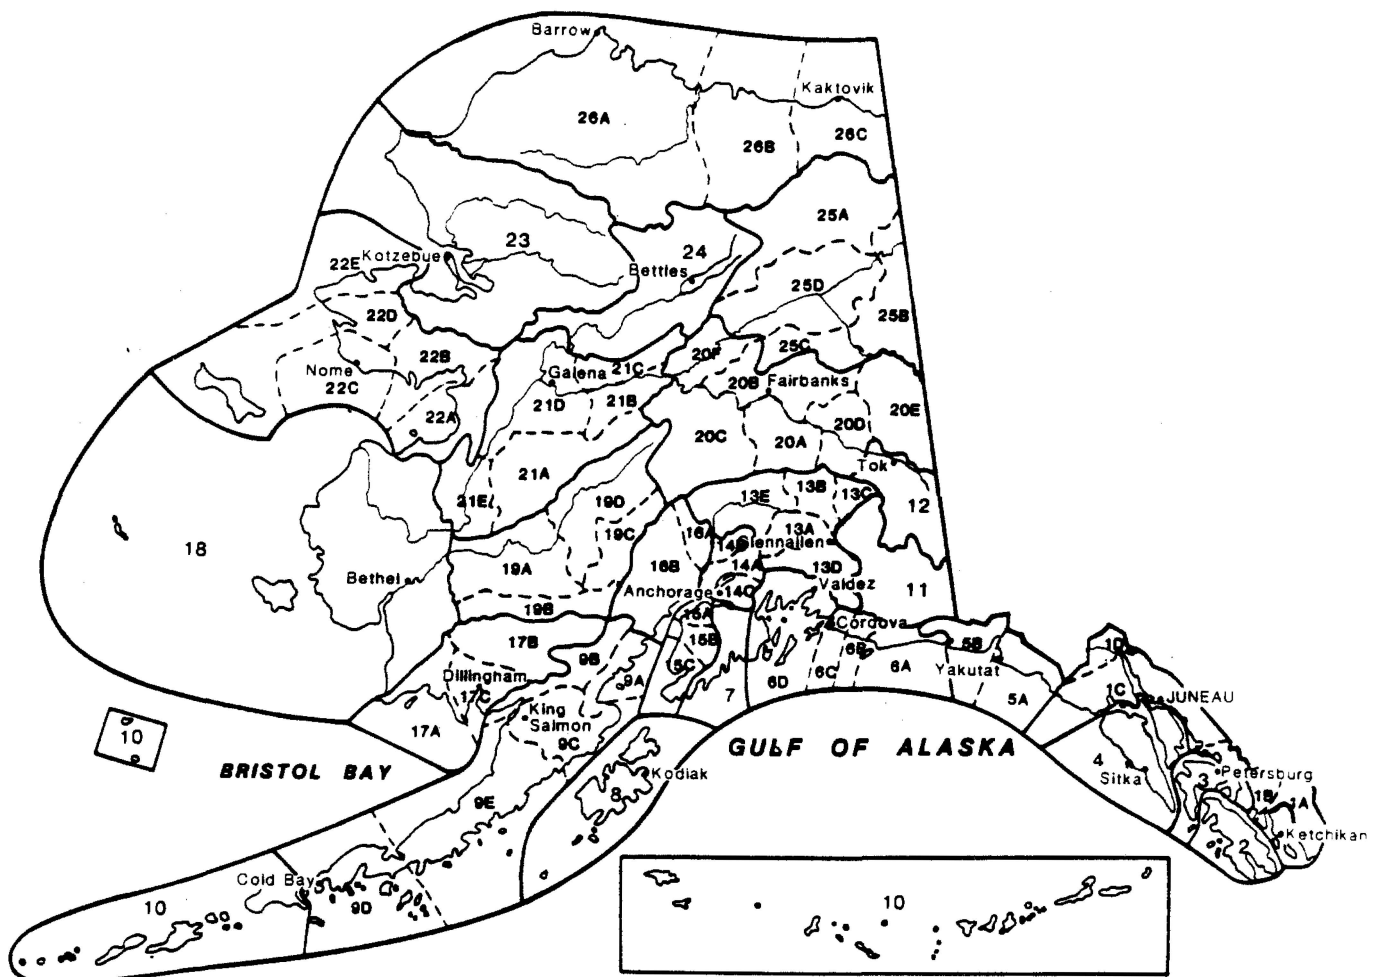 Barrow
Kaktovik
26A
26B
26C
25A
23
24
Kotzebue
22E
Bettles
25D
22D
25B
22B
20F
25C
Nome
22C
Galena
21C
20B
Fairbanks
21D
21B
22A
20E
20D
20C
20A
21A
Tok
21E
19D
13E
13B
13C
12
19C
16A
13A
18
14
Glennallen
16B
14A
13D
19A
Bethel
Anchorage
14C
Valdez
11
19B
15A
Cordova
17B
15B
6B
5B
9B
5C
6A
Yakutat
1D
Dillingham
17C
9A
6D
6C
1C
JUNEAU
King
Salmon
7
5A
17A
10
9C
GULF OF ALASKA
4
BRISTOL BAY
Kodiak
Sitka
3
Petersburg
8
9E
1B
1A
Ketchikan
2
Cold Bay
10
9D
10